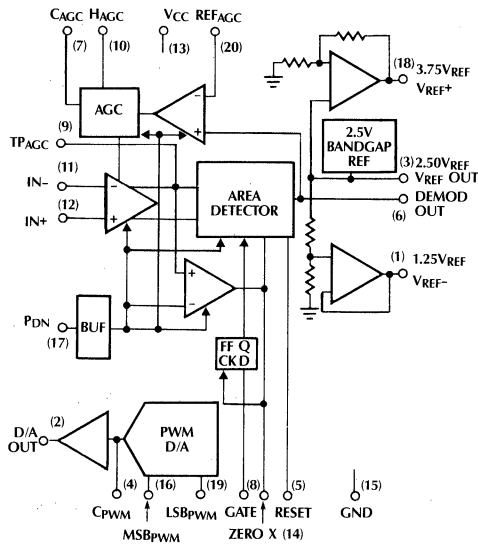 CAGC HAGC VCC REFAGC
(7) (10) (13) (20)
(18) 3.75VREF
VREF+
AGC
(9)
TPAGC
2.5V
BANDGAP
REF
(3) 2.50VREF
VREF OUT
(11)
IN−
(12)
IN+
AREA
DETECTOR
DEMOD
(6) OUT
(1) 1.25VREF
VREF−
PDN
(17)
BUF
FF Q
CK D
(2)
D/A
OUT
PWM
D/A
(4) (16) (19) (8) (5) (15)
CPWM LSBPWM GATE RESET GND
MSBPWM ZERO X (14)
− +
− +
+ −